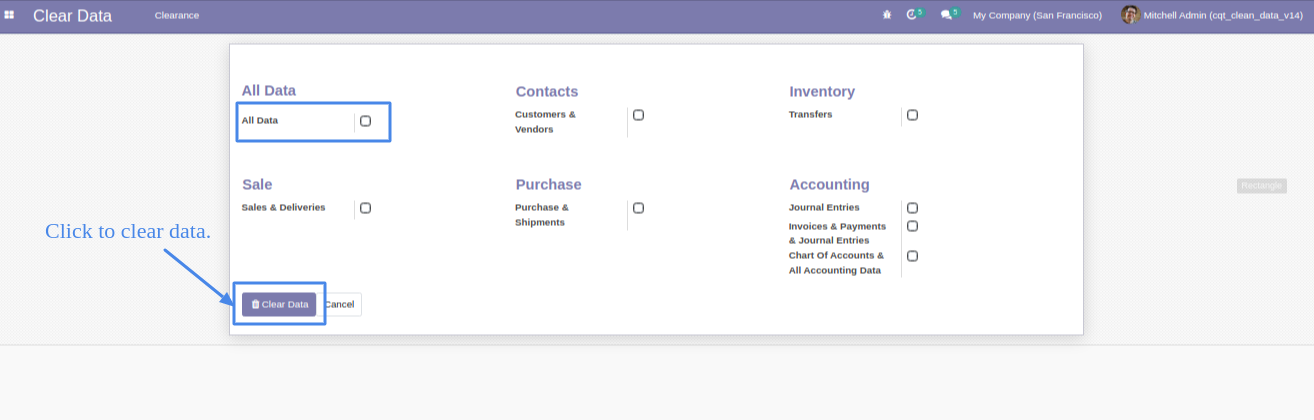 Clear Data Clearance 5 5 My Company (San Francisco) Mitchell Admin (cqt_clean_data_v14)
All Data Contacts Inventory
All Data
Customers &
Vendors
Transfers
Sale Purchase Accounting
Sales & Deliveries
Purchase &
Shipments
Journal Entries
Invoices & Payments
& Journal Entries
Chart Of Accounts &
All Accounting Data
Rectangle
Click to clear data.
Clear Data Cancel